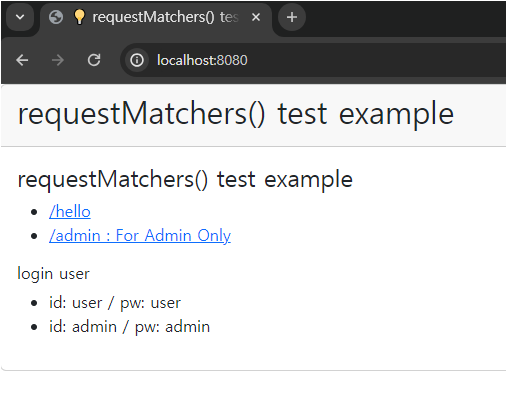 requestMatchers() tes
localhost:8080
requestMatchers() test example
requestMatchers() test example
/hello
/admin : For Admin Only
login user
id: user / pw: user
id: admin / pw: admin